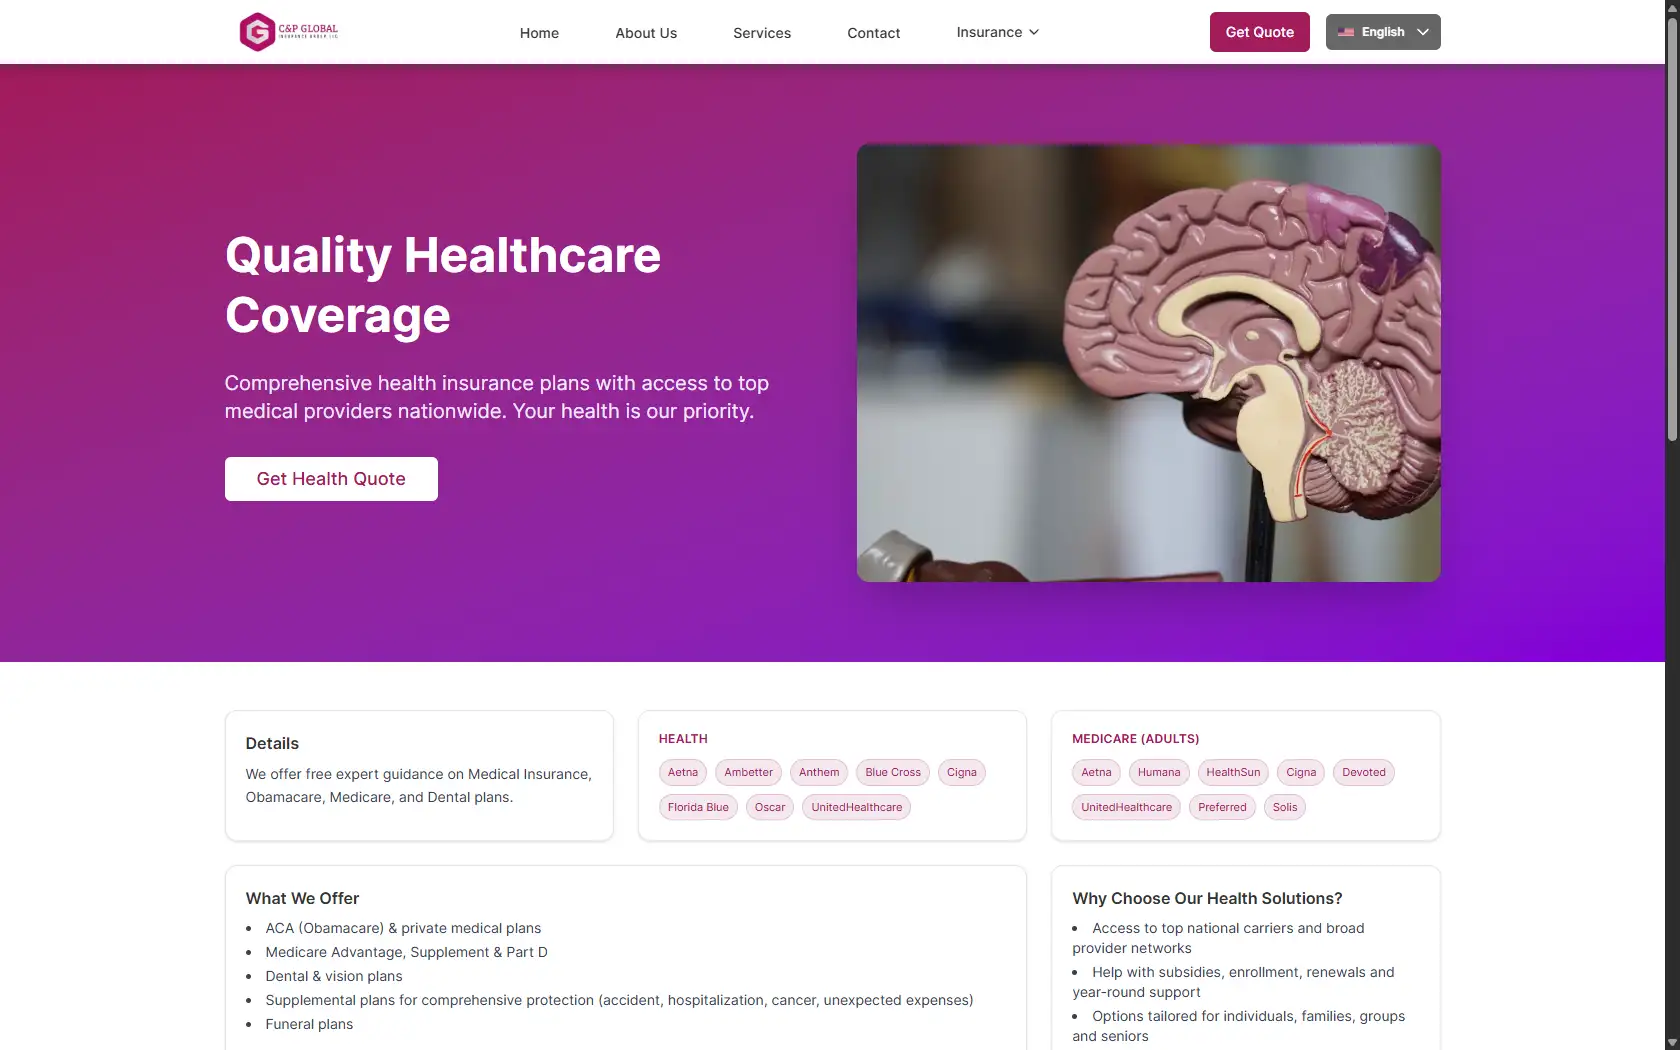 C&P GLOBAL
INSURANCE GROUP LLC
Home
About Us
Services
Contact
Insurance
Get Quote
English
Quality Healthcare
Coverage
Comprehensive health insurance plans with access to top
medical providers nationwide. Your health is our priority.
Get Health Quote
Details
We offer free expert guidance on Medical Insurance,
Obamacare, Medicare, and Dental plans.
HEALTH
Aetna
Ambetter
Anthem
Blue Cross
Cigna
Florida Blue
Oscar
UnitedHealthcare
MEDICARE (ADULTS)
Aetna
Humana
HealthSun
Cigna
Devoted
UnitedHealthcare
Preferred
Solis
What We Offer
• ACA (Obamacare) & private medical plans
• Medicare Advantage, Supplement & Part D
• Dental & vision plans
• Supplemental plans for comprehensive protection (accident, hospitalization, cancer, unexpected expenses)
• Funeral plans
Why Choose Our Health Solutions?
• Access to top national carriers and broad
provider networks
• Help with subsidies, enrollment, renewals and
year-round support
• Options tailored for individuals, families, groups
and seniors